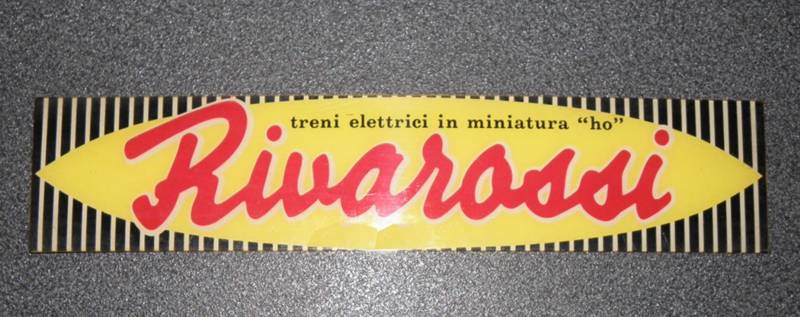 treni elettrici in miniatura "ho"
Rivarossi